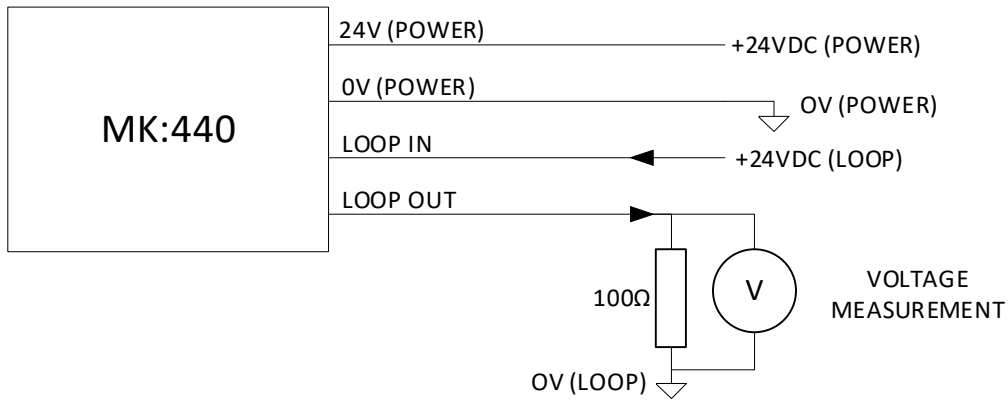 24V (POWER)
+24VDC (POWER)
0V (POWER)
OV (POWER)
MK:440
LOOP IN
+24VDC (LOOP)
LOOP OUT
100Ω
V
VOLTAGE
MEASUREMENT
OV (LOOP)